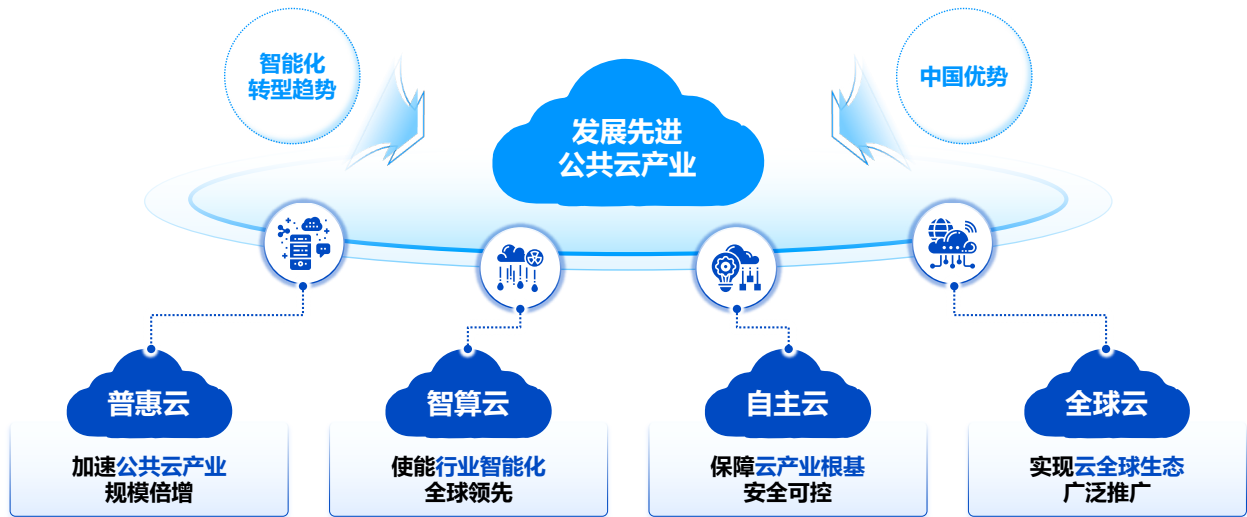 智能化
转型趋势
中国优势
发展先进
公共云产业
普惠云
加速公共云产业
规模倍增
智算云
使能行业智能化
全球领先
自主云
保障云产业根基
安全可控
全球云
实现云全球生态
广泛推广